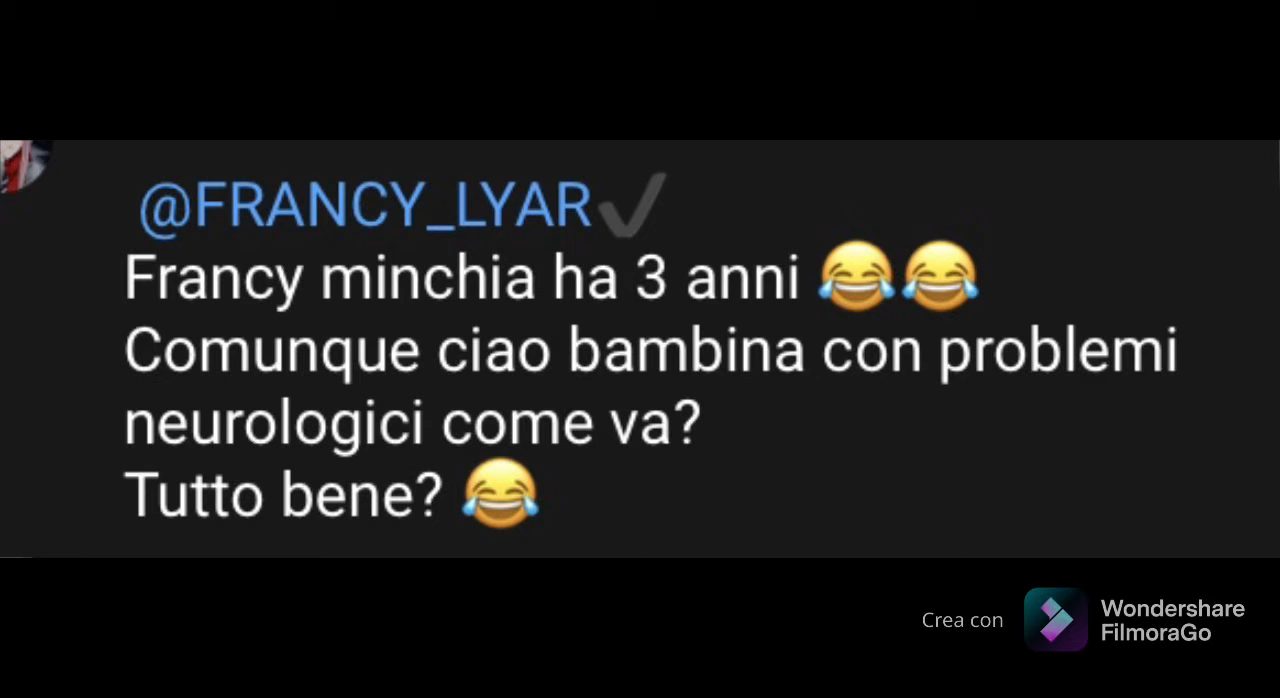 @FRANCY_LYAR✔
Francy minchia ha 3 anni 😂😂
Comunque ciao bambina con problemi
neurologici come va?
Tutto bene? 😂
Crea con
Wondershare
FilmoraGo